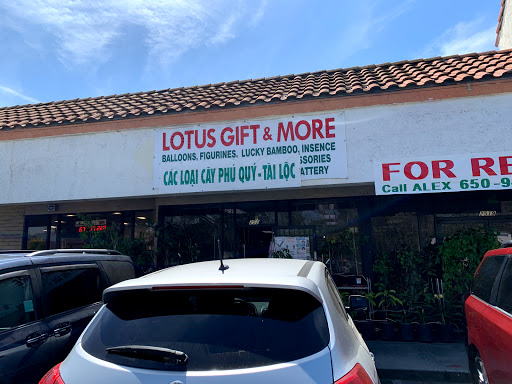 LOTUS GIFT & MORE
BALLOONS, FIGURINES, LUCKY BAMBOO, INSENCE
SSORIES
CÁC LOẠI CÂY PHÚ QUÝ - TÀI LỘC
ATTERY
FOR RE
Call ALEX 650-9